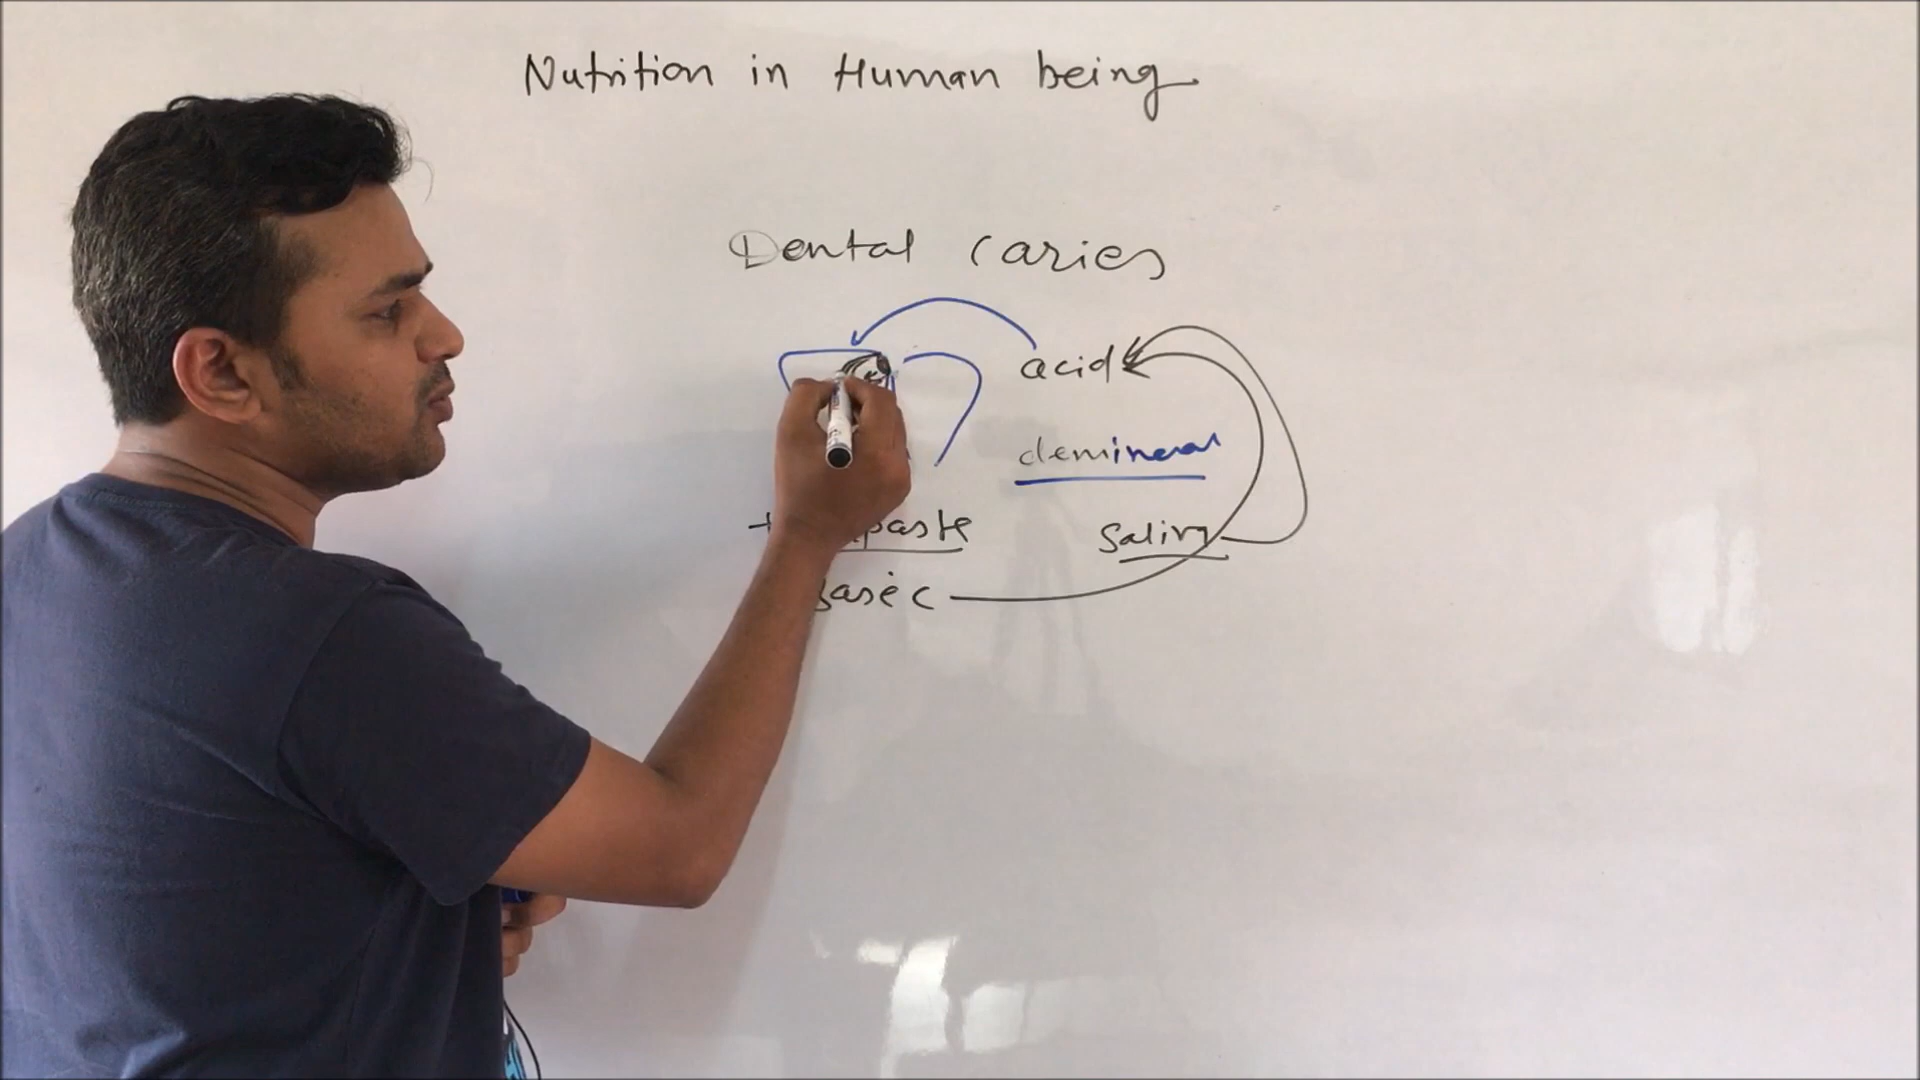 Nutrition in Human being
Dental caries
acid
demineral
paste
Saliva
Basic